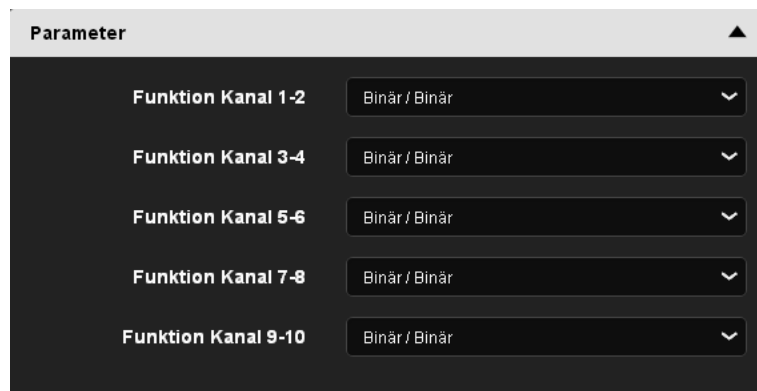 Parameter
Funktion Kanal 1-2 Binär / Binär
Funktion Kanal 3-4 Binär / Binär
Funktion Kanal 5-6 Binär / Binär
Funktion Kanal 7-8 Binär / Binär
Funktion Kanal 9-10 Binär / Binär